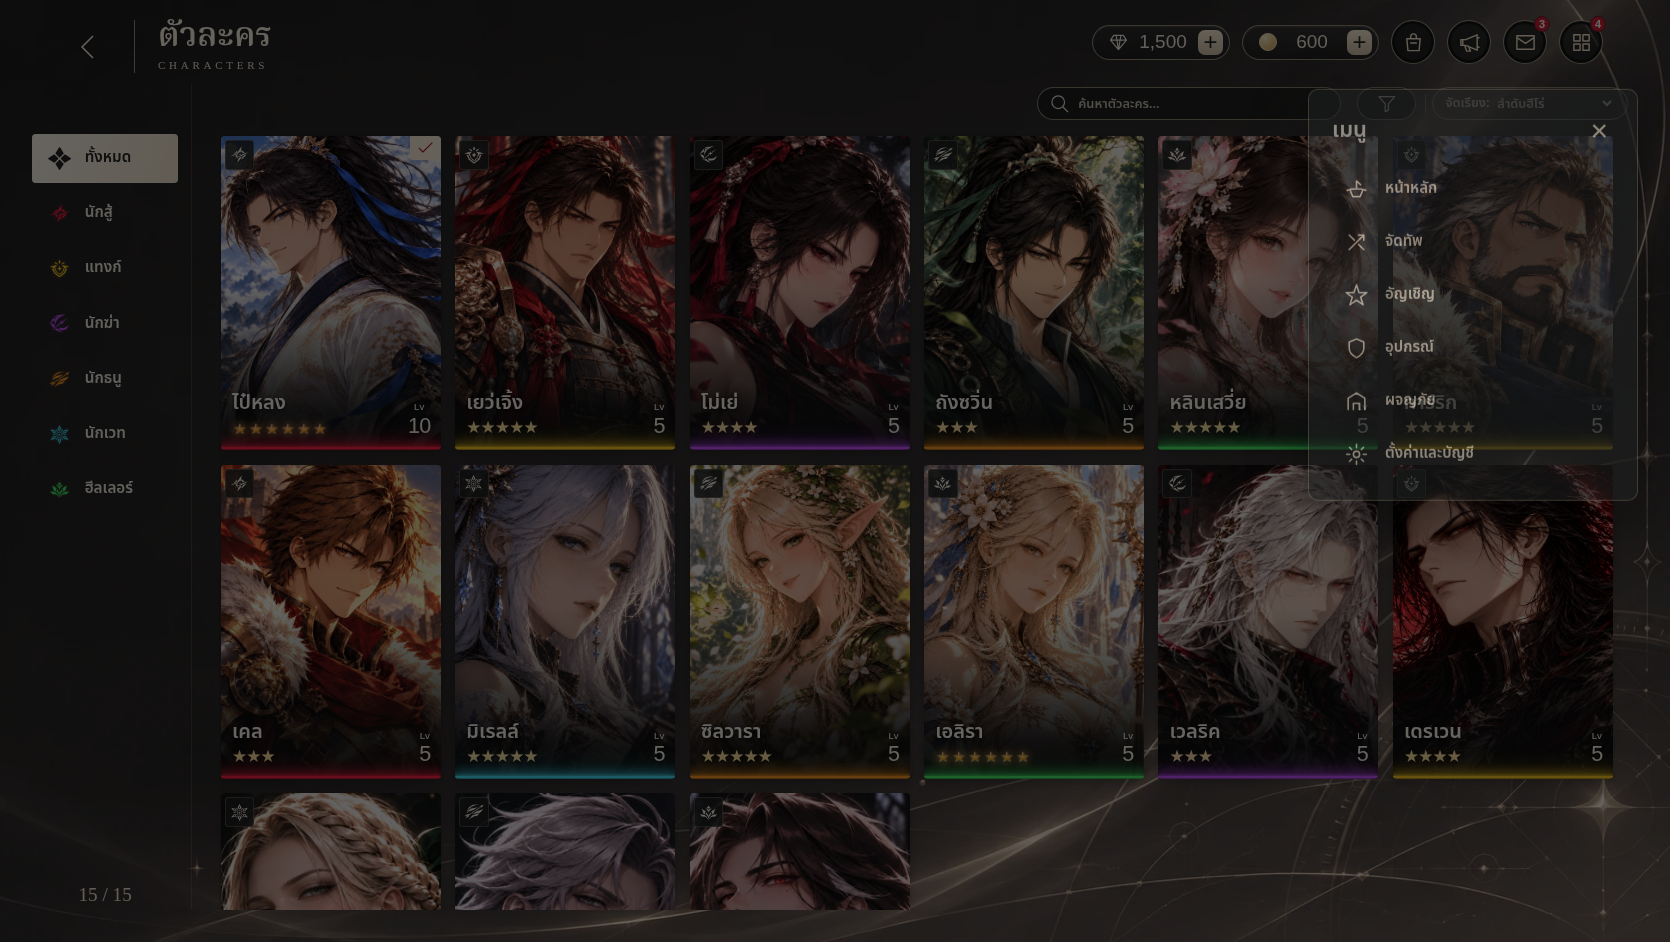 ตัวละคร
CHARACTERS
1,500
600
3
4
ค้นหาตัวละคร...
จัดเรียง: ลำดับฮีโร่
เมนู
หน้าหลัก
จัดทัพ
อัญเชิญ
อุปกรณ์
ผจญภัย
ตั้งค่าและบัญชี
ทั้งหมด
นักสู้
แทงก์
นักฆ่า
นักธนู
นักเวท
ฮีลเลอร์
15 / 15
ไป๋หลง
Lv
10
เยว่เจิ้ง
Lv
5
โม่เย่
Lv
5
ถังซวิ่น
Lv
5
หลินเสวี่ย
5
Lv
5
เคล
Lv
5
มิเรลล์
Lv
5
ซิลวารา
Lv
5
เอลิรา
Lv
5
เวลริค
Lv
5
เดรเวน
Lv
5